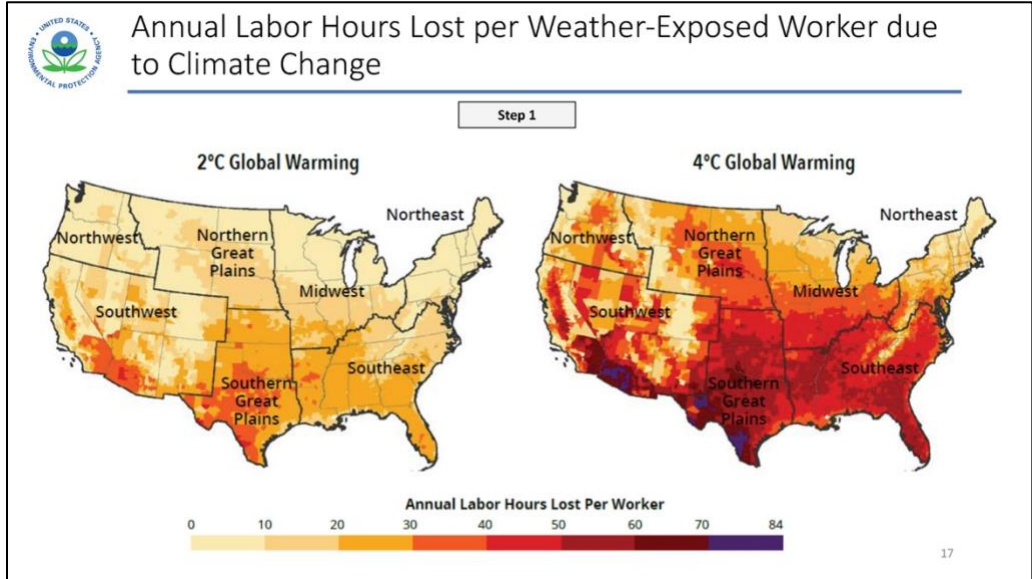 UNITED STATES
ENVIRONMENTAL PROTECTION AGENCY
Annual Labor Hours Lost per Weather-Exposed Worker due
to Climate Change
Step 1
2°C Global Warming
Northeast
Northwest
Northern
Great
Plains
Midwest
Southwest
Southeast
Southern
Great
Plains
4°C Global Warming
Northeast
Northwest
Northern
Great
Plains
Midwest
Southwest
Southeast
Southern
Great
Plains
Annual Labor Hours Lost Per Worker
0 10 20 30 40 50 60 70 84
17